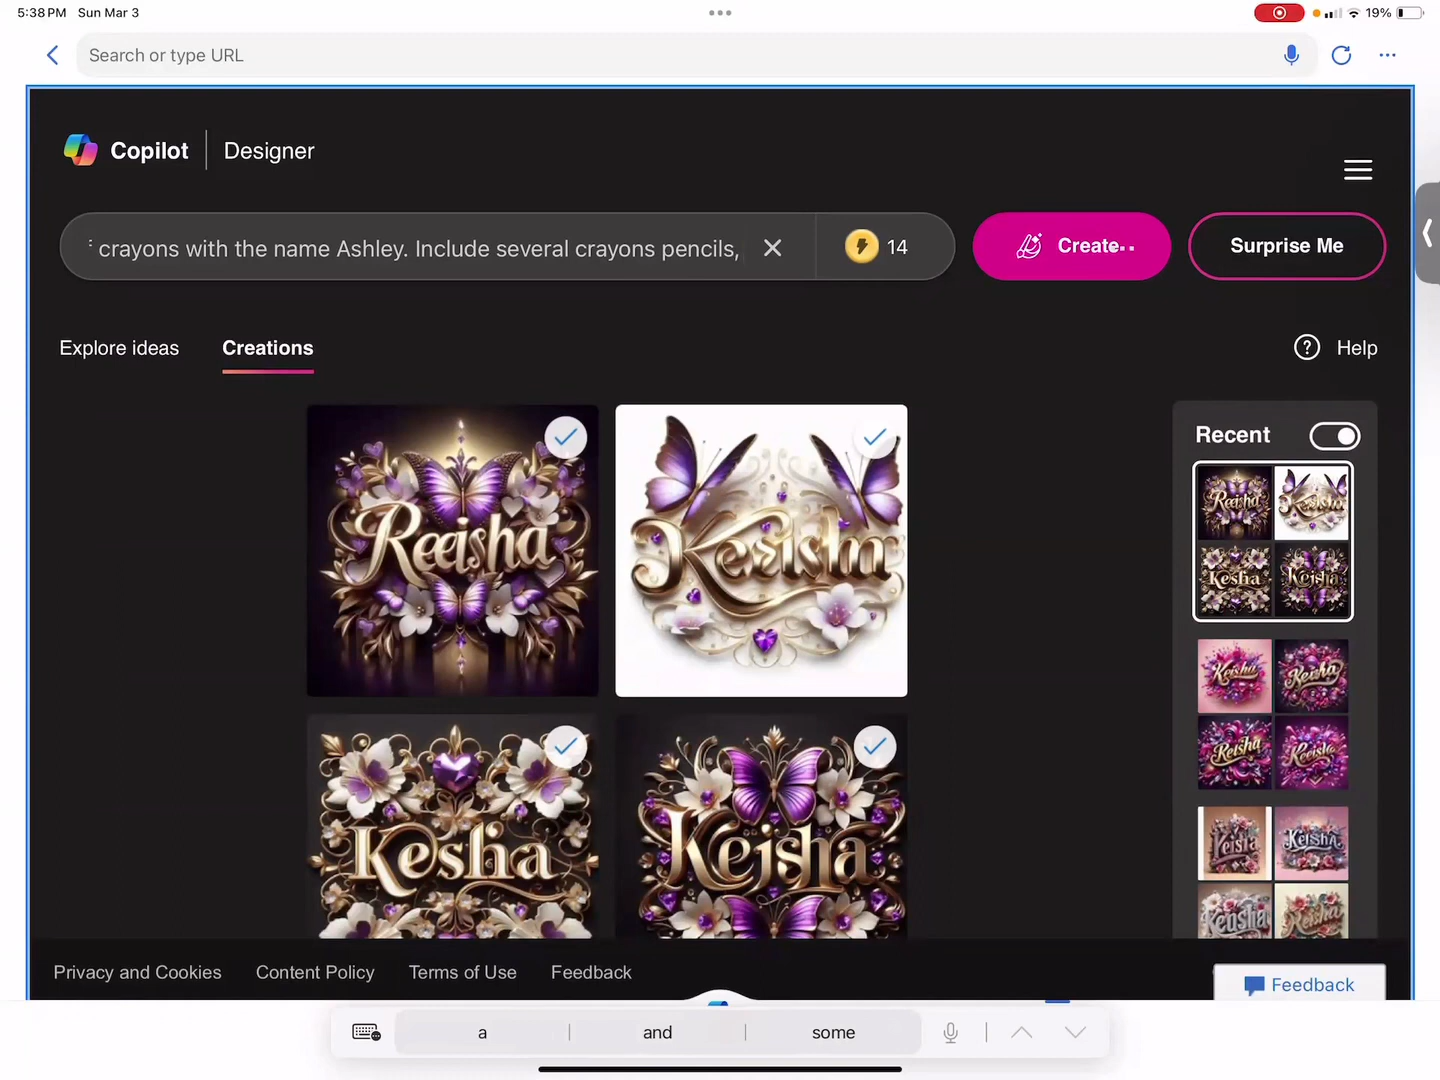 5:38 PM Sun Mar 3
19%
Search or type URL
Copilot | Designer
crayons with the name Ashley. Include several crayons pencils,
14
Create..
Surprise Me
Explore ideas
Creations
Help
Reeisha
Recent
Kesha
Keisha
Privacy and Cookies
Content Policy
Terms of Use
Feedback
Feedback
a
and
some